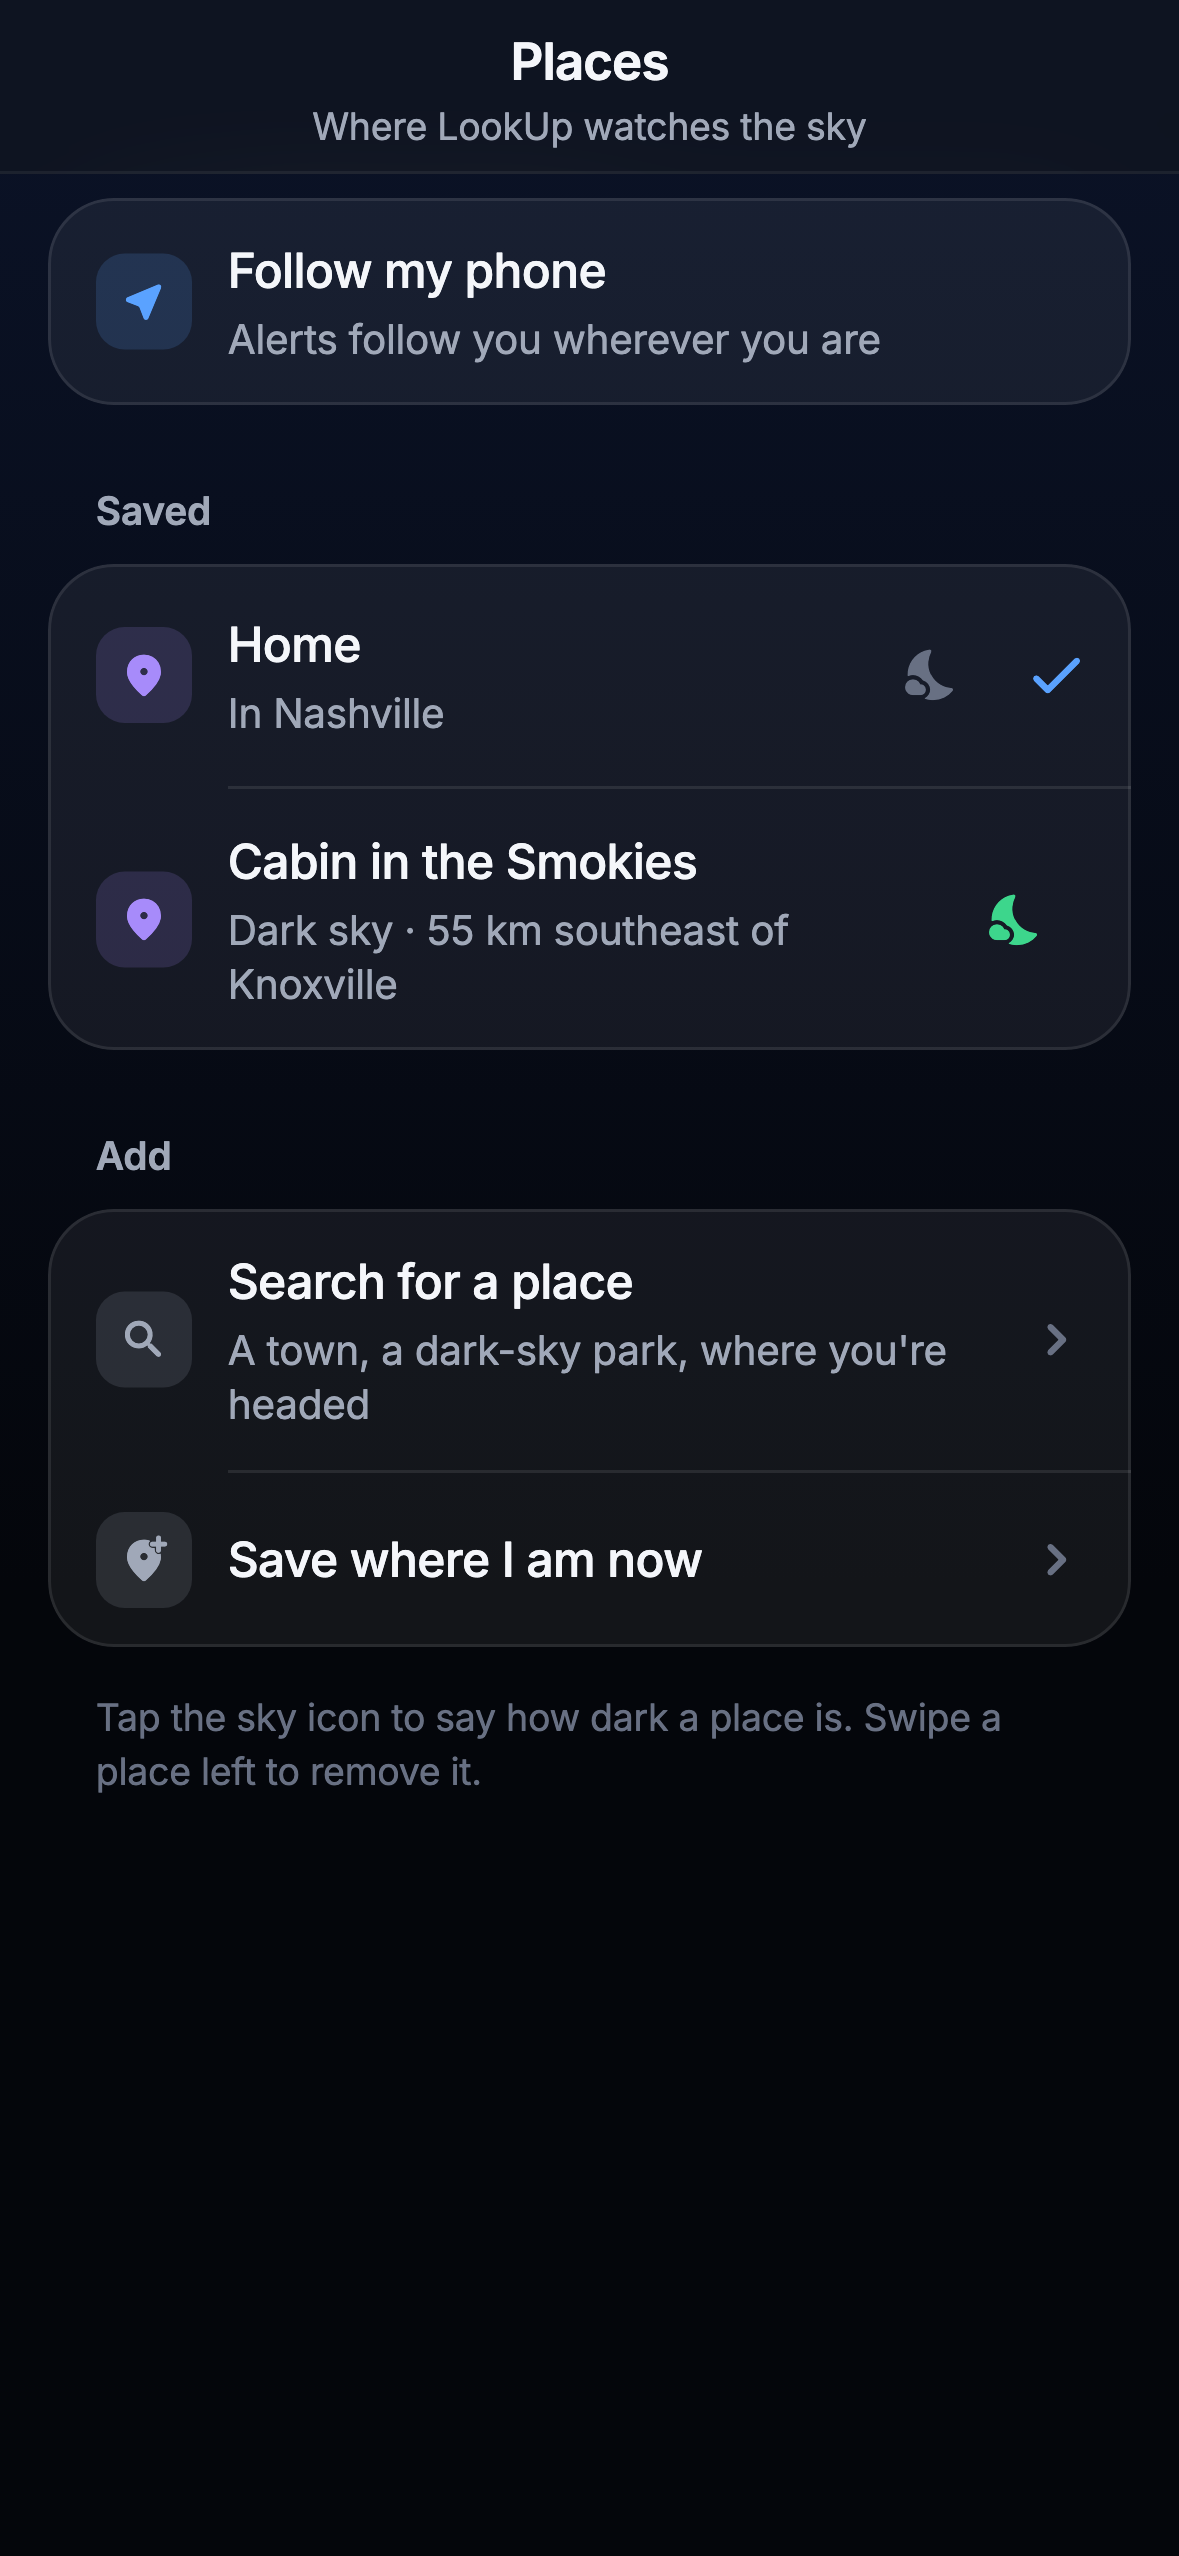 Places
Where LookUp watches the sky
Follow my phone
Alerts follow you wherever you are
Saved
Home
In Nashville
Cabin in the Smokies
Dark sky · 55 km southeast of
Knoxville
Add
Search for a place
A town, a dark-sky park, where you're
headed
Save where I am now
Tap the sky icon to say how dark a place is. Swipe a
place left to remove it.